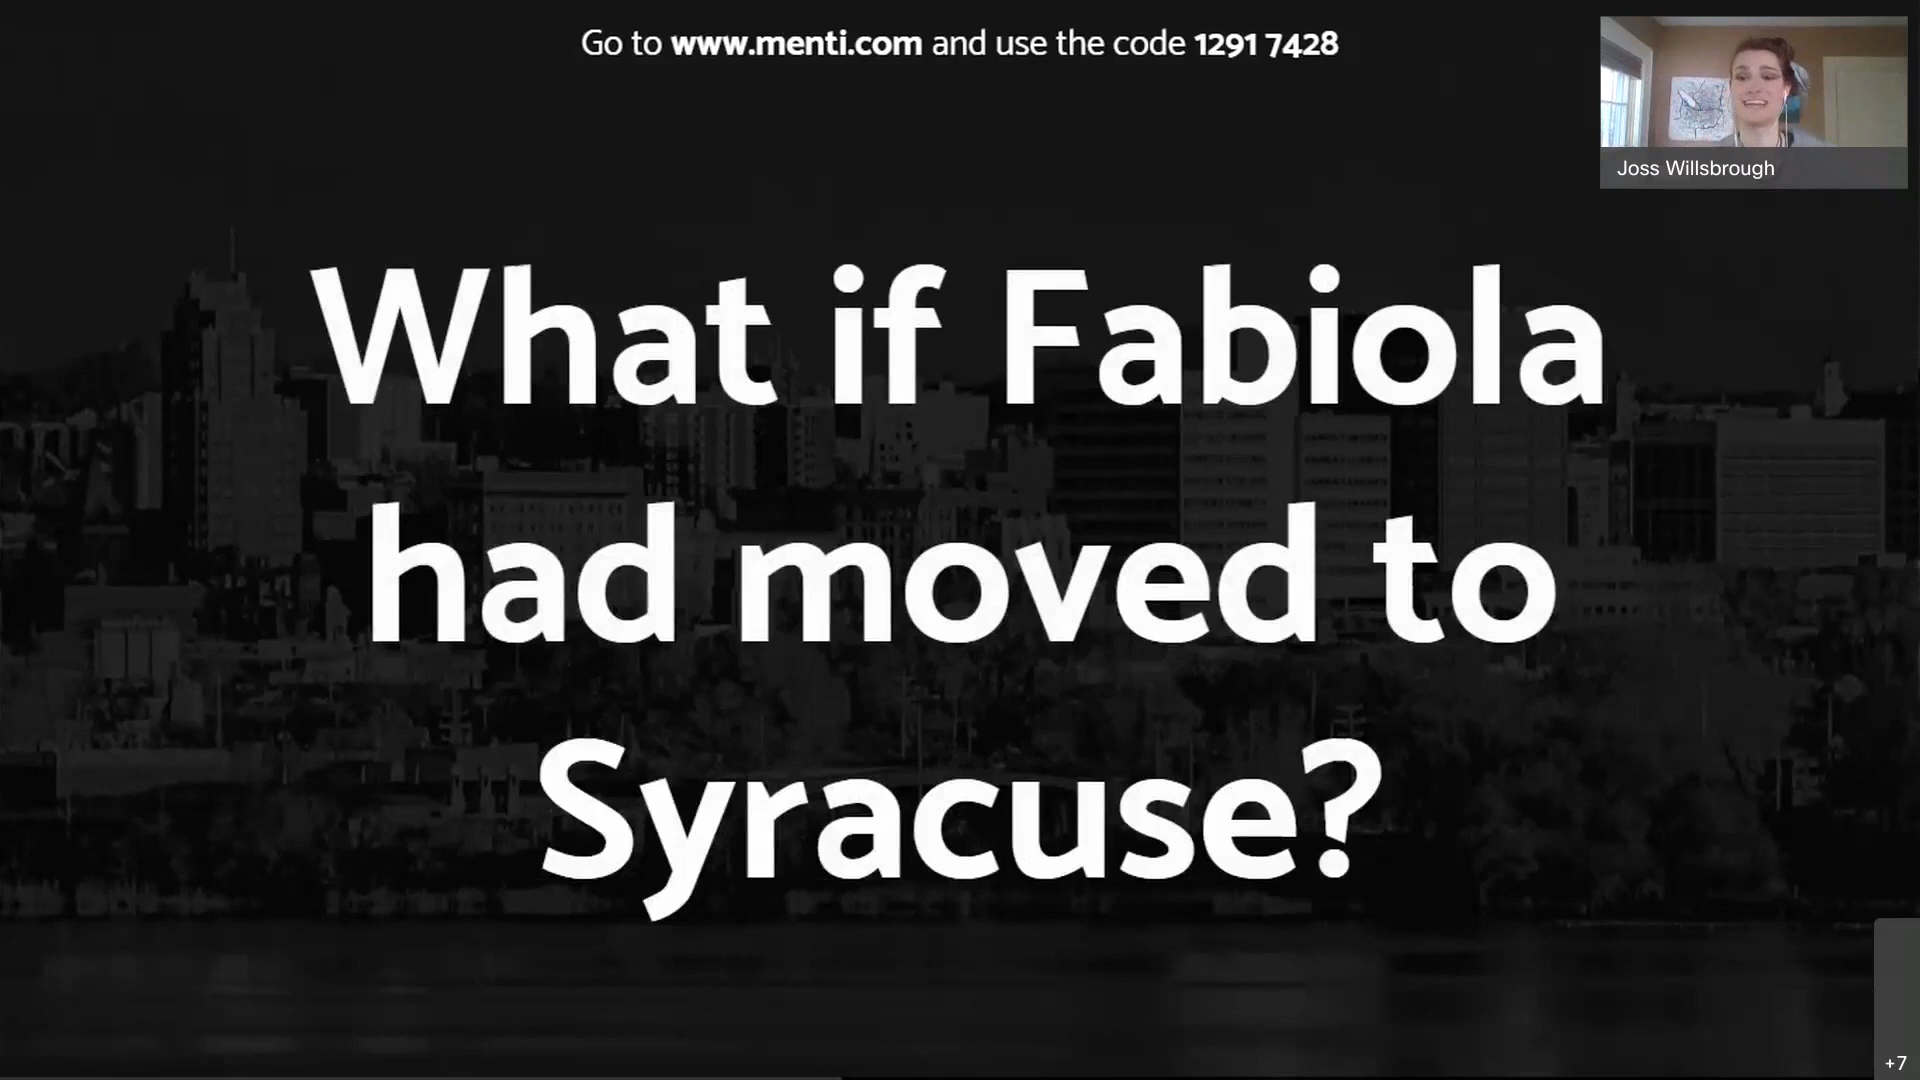 Go to www.menti.com and use the code 1291 7428
Joss Willsbrough
What if Fabiola
had moved to
Syracuse?
+7